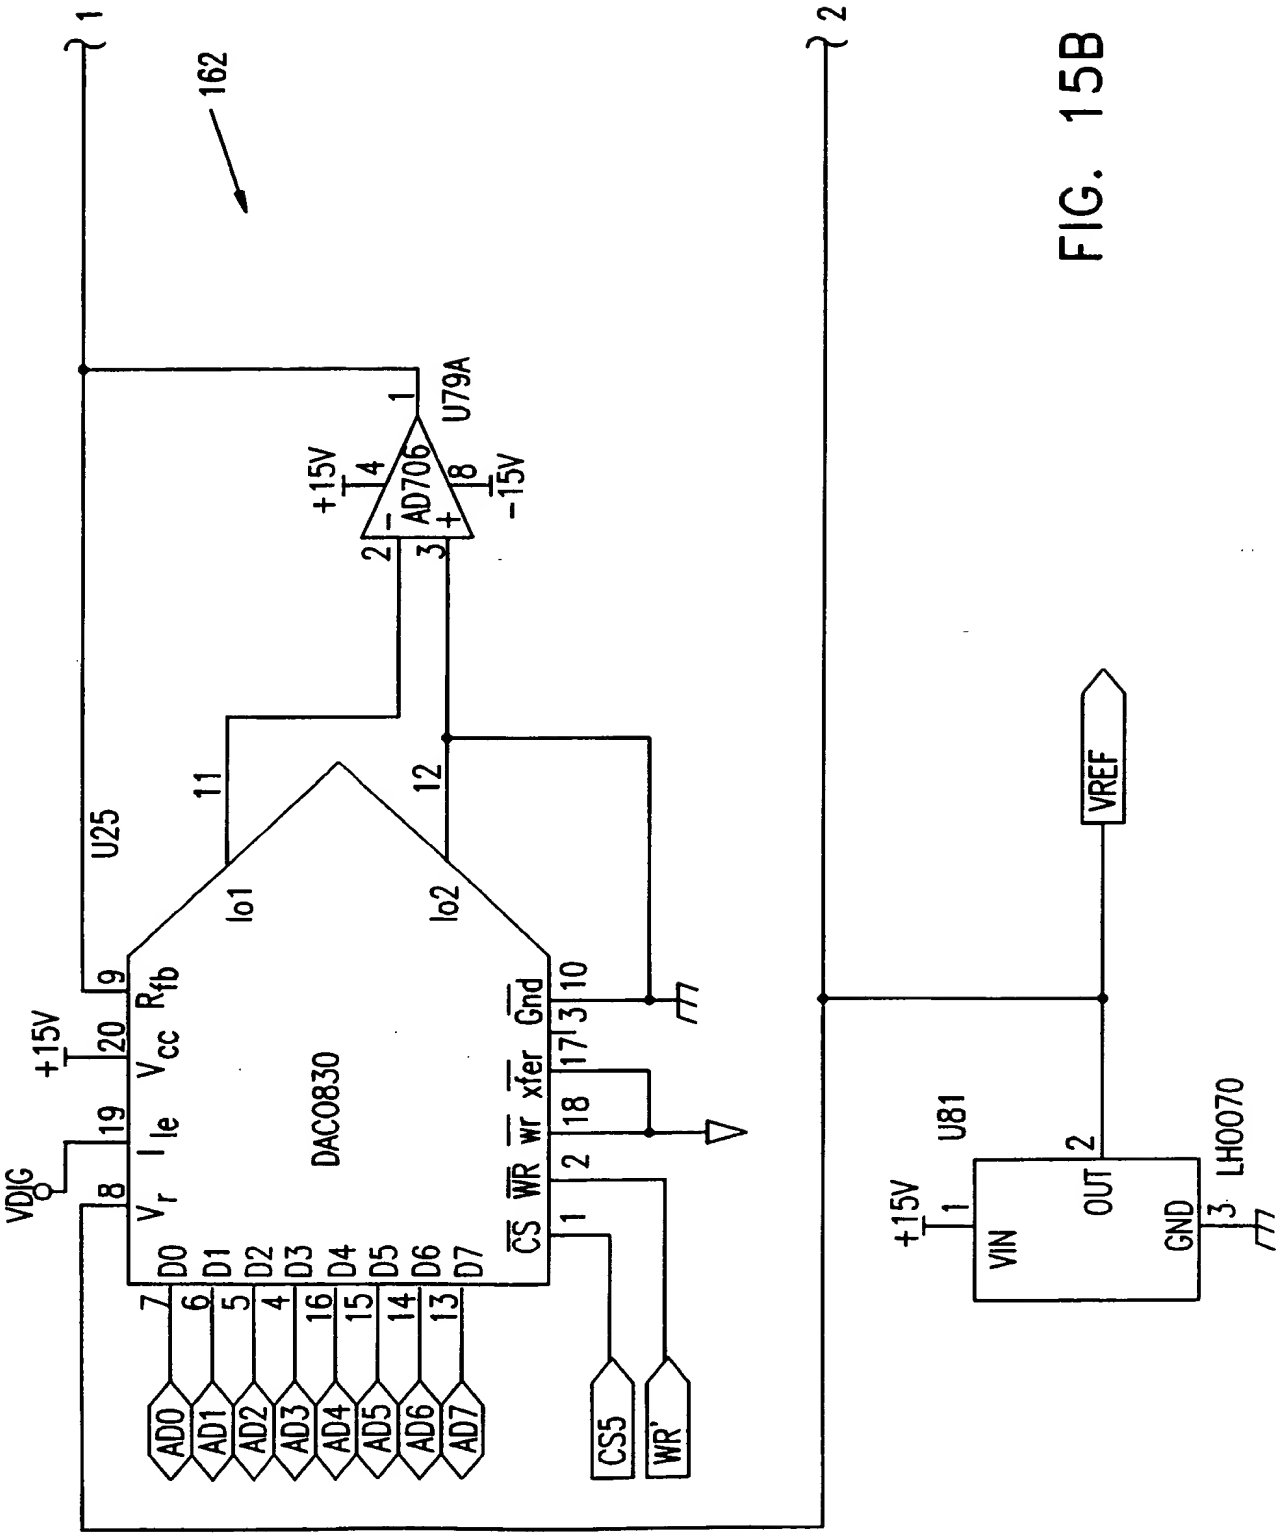 1
162
2
FIG. 15B
U25
11
12
+15V
4
2
-
AD706
3
+
8
-15V
1
U79A
VDIG
+15V
8
19
20
9
Vr
Ile
Vcc
Rfb
Io1
Io2
DAC0830
D0
D1
D2
D3
D4
D5
D6
D7
7
6
5
4
16
15
14
13
AD0
AD1
AD2
AD3
AD4
AD5
AD6
AD7
CS
WR
wr
xfer
Gnd
1
2
18
17
3
10
CS5
WR'
VREF
U81
+15V
1
VIN
OUT
2
GND
3
LH0070